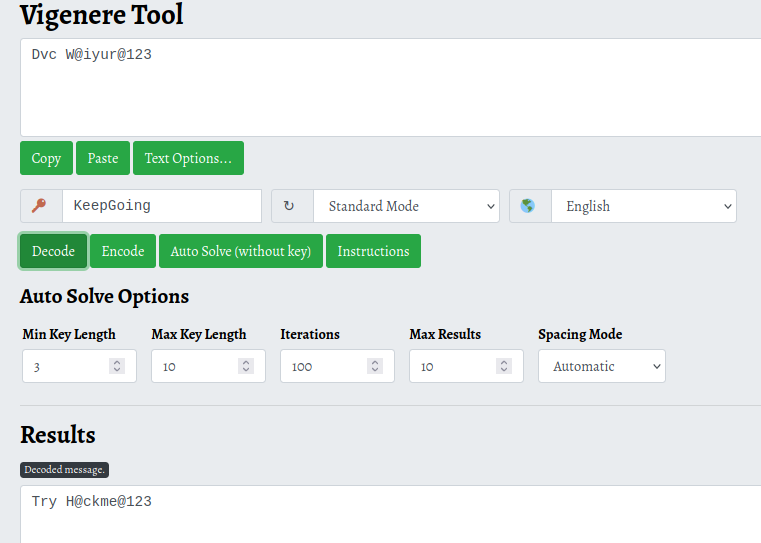 Vigenere Tool
Dvc W@iyur@123
Copy Paste Text Options...
KeepGoing Standard Mode English
Decode Encode Auto Solve (without key) Instructions
Auto Solve Options
Min Key Length Max Key Length Iterations Max Results Spacing Mode
3 10 100 10 Automatic
Results
Decoded message.
Try H@ckme@123